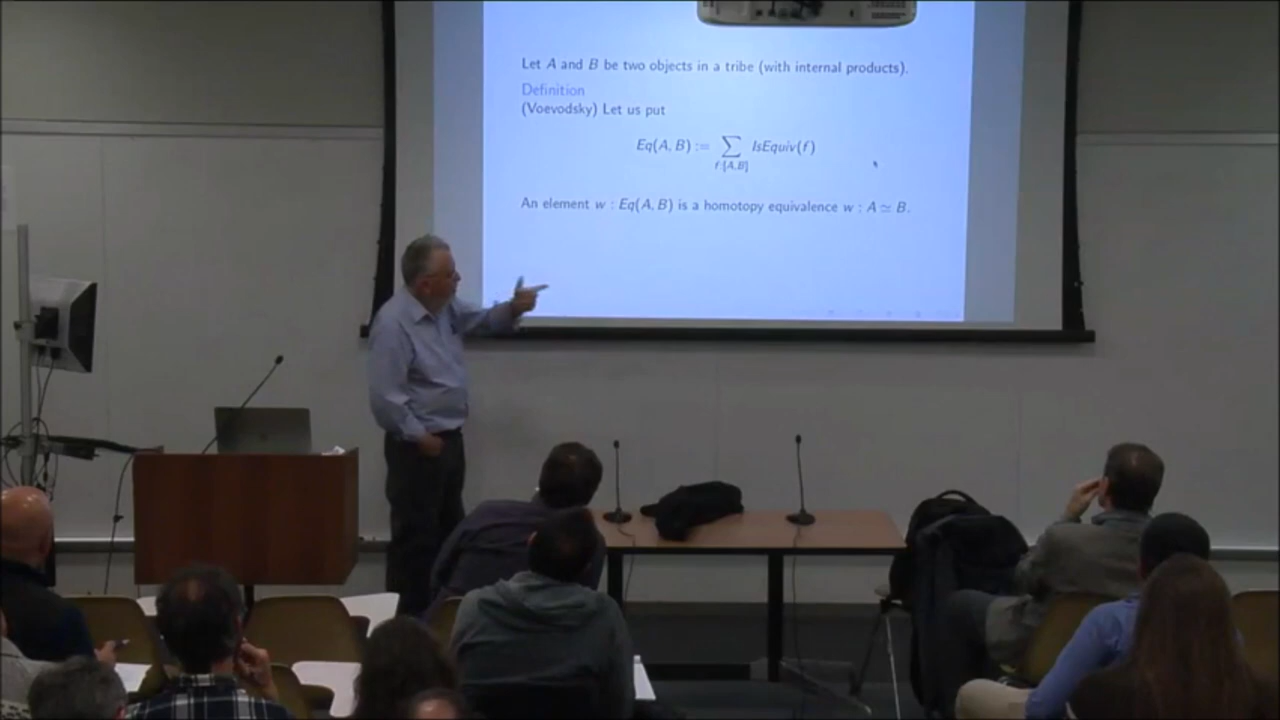 Let A and B be two objects in a tribe (with internal products).
Definition
(Voevodsky) Let us put
Eq(A, B) := ∑ IsEquiv(f)
f:[A,B]
An element w : Eq(A, B) is a homotopy equivalence w : A ≃ B.